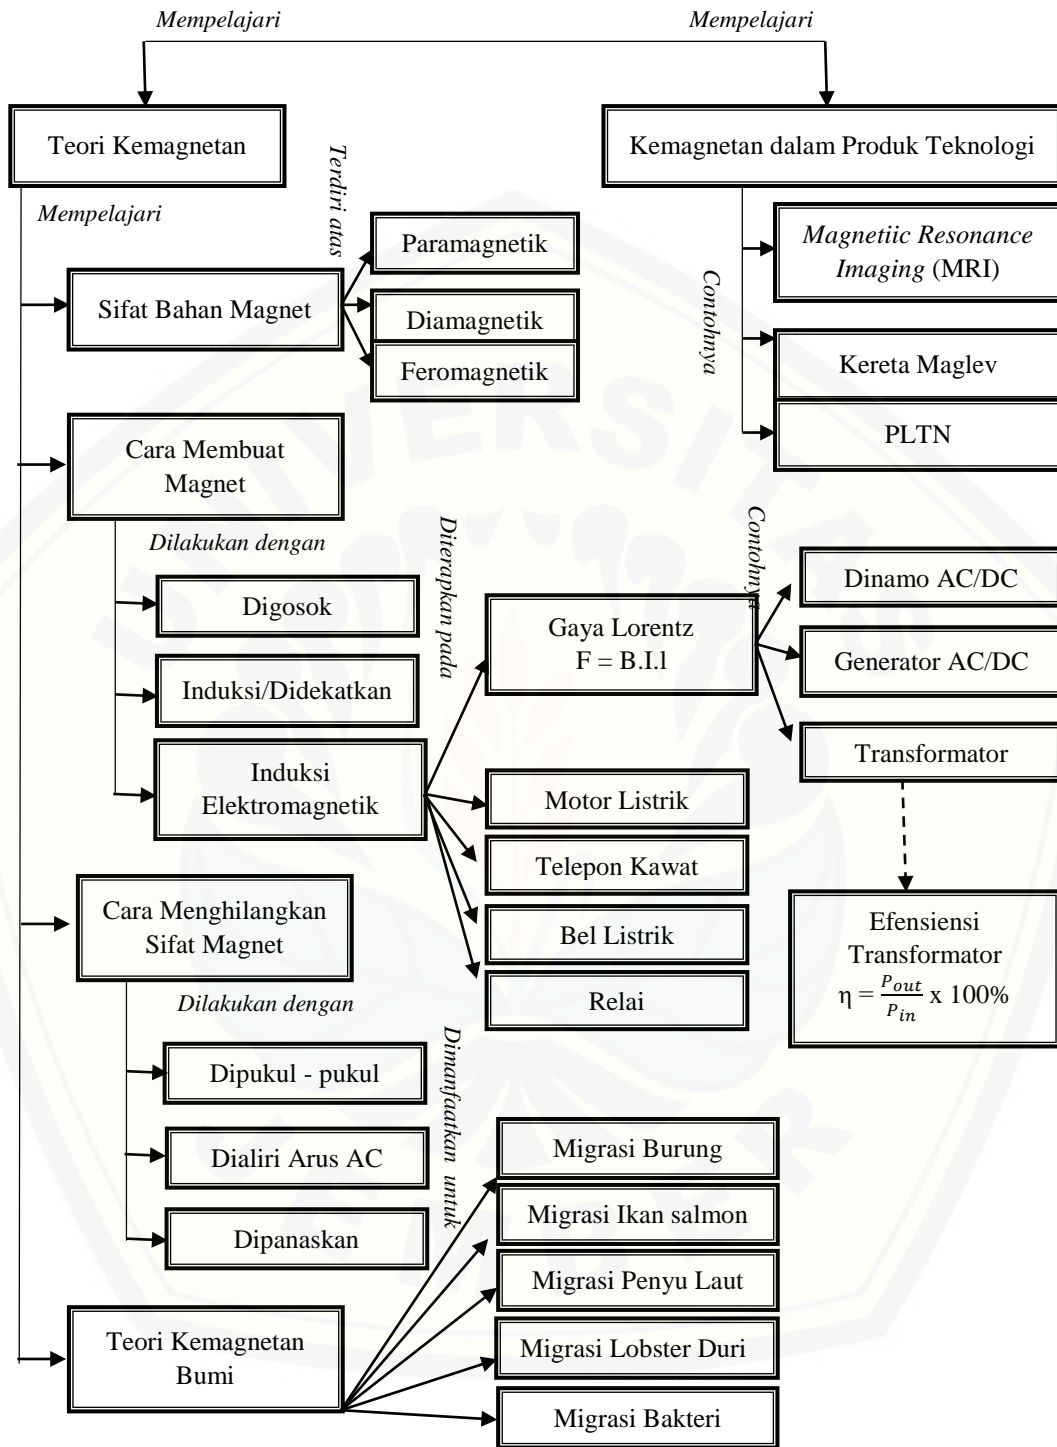 Mempelajari
Mempelajari
Teori Kemagnetan
Kemagnetan dalam Produk Teknologi
Mempelajari
Terdiri atas
Sifat Bahan Magnet
Paramagnetik
Diamagnetik
Feromagnetik
Contohnya
Magnetiic Resonance
Imaging (MRI)
Kereta Maglev
PLTN
Cara Membuat
Magnet
Dilakukan dengan
Digosok
Induksi/Didekatkan
Induksi
Elektromagnetik
Diterapkan pada
Gaya Lorentz
F = B.I.l
Contohnya
Dinamo AC/DC
Generator AC/DC
Transformator
Efensiensi
Transformator
η = P_out/P_in x 100%
Motor Listrik
Telepon Kawat
Bel Listrik
Relai
Cara Menghilangkan
Sifat Magnet
Dilakukan dengan
Dipukul - pukul
Dialiri Arus AC
Dipanaskan
Teori Kemagnetan
Bumi
Dimanfaatkan untuk
Migrasi Burung
Migrasi Ikan salmon
Migrasi Penyu Laut
Migrasi Lobster Duri
Migrasi Bakteri
UNIVERSITAS
JEMBER